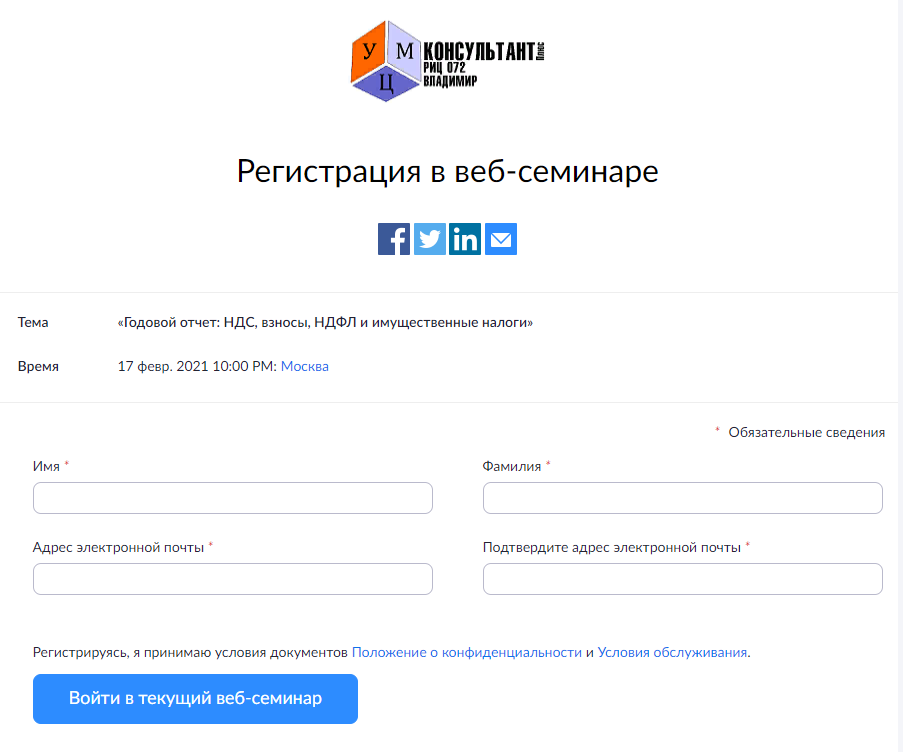 У М Ц
КОНСУЛЬТАНТ Плюс
РИЦ 072
ВЛАДИМИР
Регистрация в веб-семинаре
f in
Тема «Годовой отчет: НДС, взносы, НДФЛ и имущественные налоги»
Время 17 февр. 2021 10:00 PM: Москва
* Обязательные сведения
Имя * Фамилия *
Адрес электронной почты * Подтвердите адрес электронной почты *
Регистрируясь, я принимаю условия документов Положение о конфиденциальности и Условия обслуживания.
Войти в текущий веб-семинар